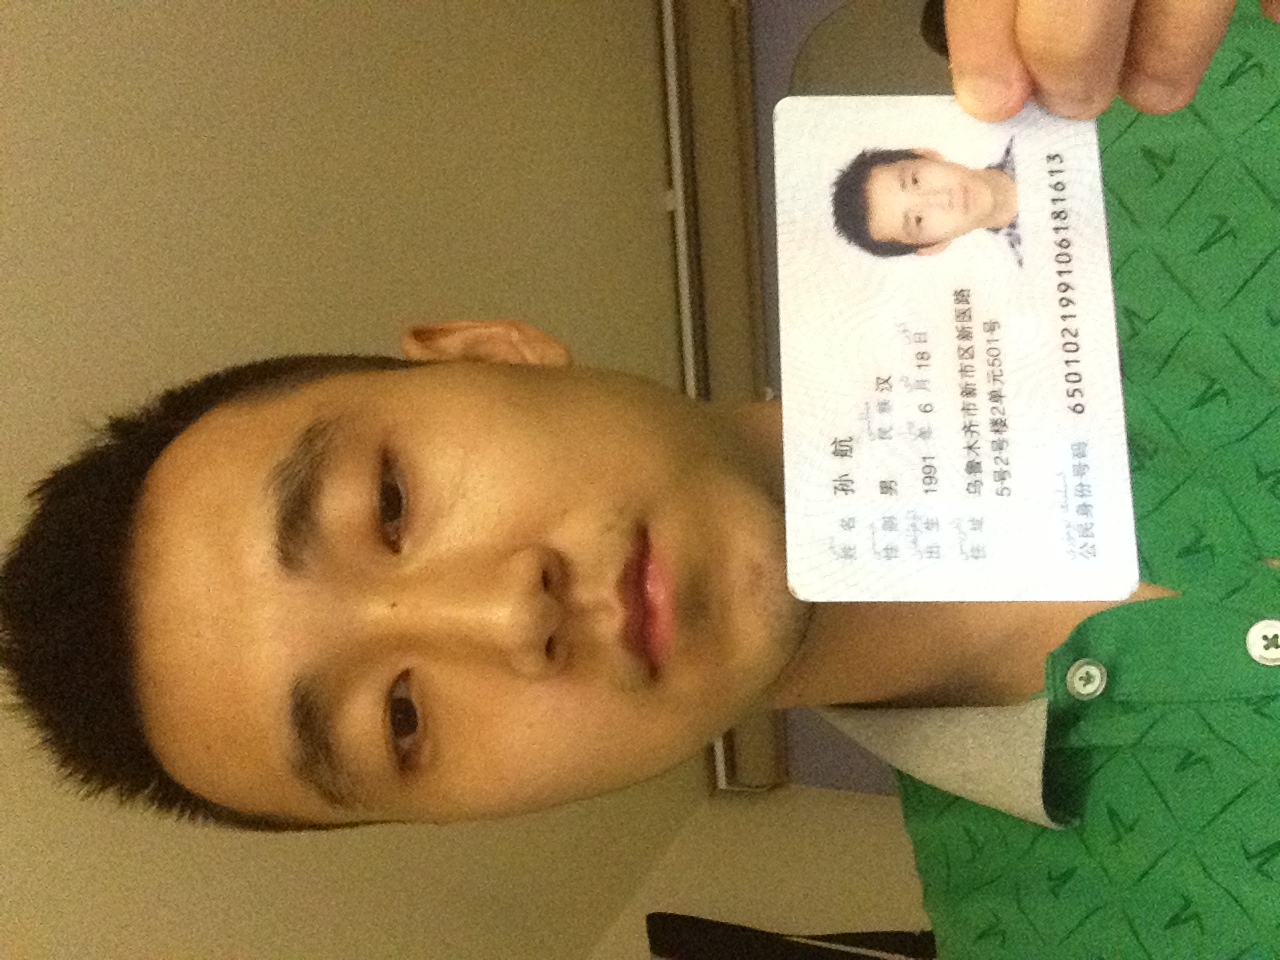 姓名 孙航
性别 男 民族 汉
出生 1991 年 6 月 18 日
住址 乌鲁木齐市新市区新医路
5号2号楼2单元501号
公民身份号码 650102199106181613